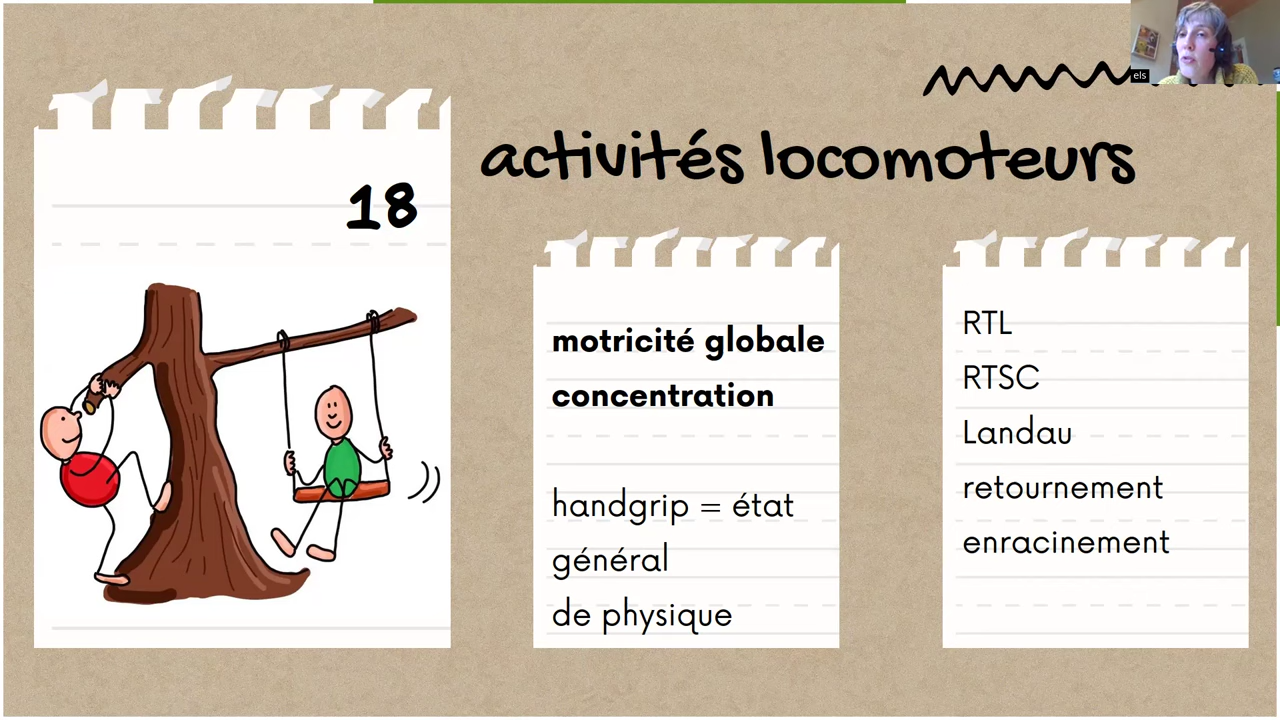 els
activités locomoteurs
18
motricité globale
concentration
handgrip = état
général
de physique
RTL
RTSC
Landau
retournement
enracinement